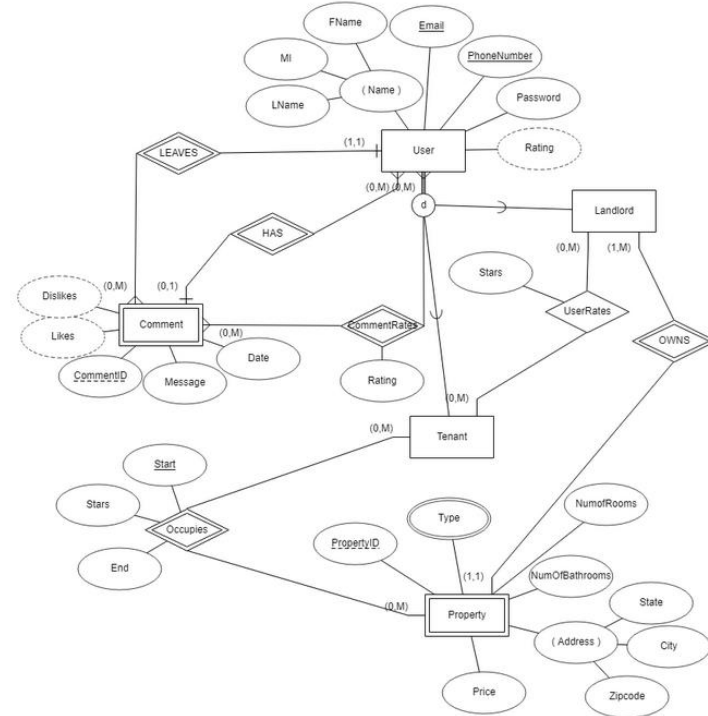 FName
Email
MI
PhoneNumber
( Name )
LName
Password
LEAVES
(1,1)
User
Rating
(0,M)
(0,M)
d
Landlord
HAS
(0,M)
(1,M)
Stars
(0,M)
(0,1)
Dislikes
UserRates
Comment
CommentRates
Likes
(0,M)
OWNS
Date
CommentID
Message
Rating
(0,M)
(0,M)
Tenant
Start
Stars
Type
NumofRooms
Occupies
PropertyID
End
(1,1)
NumOfBathrooms
State
(0,M)
Property
( Address )
City
Price
Zipcode